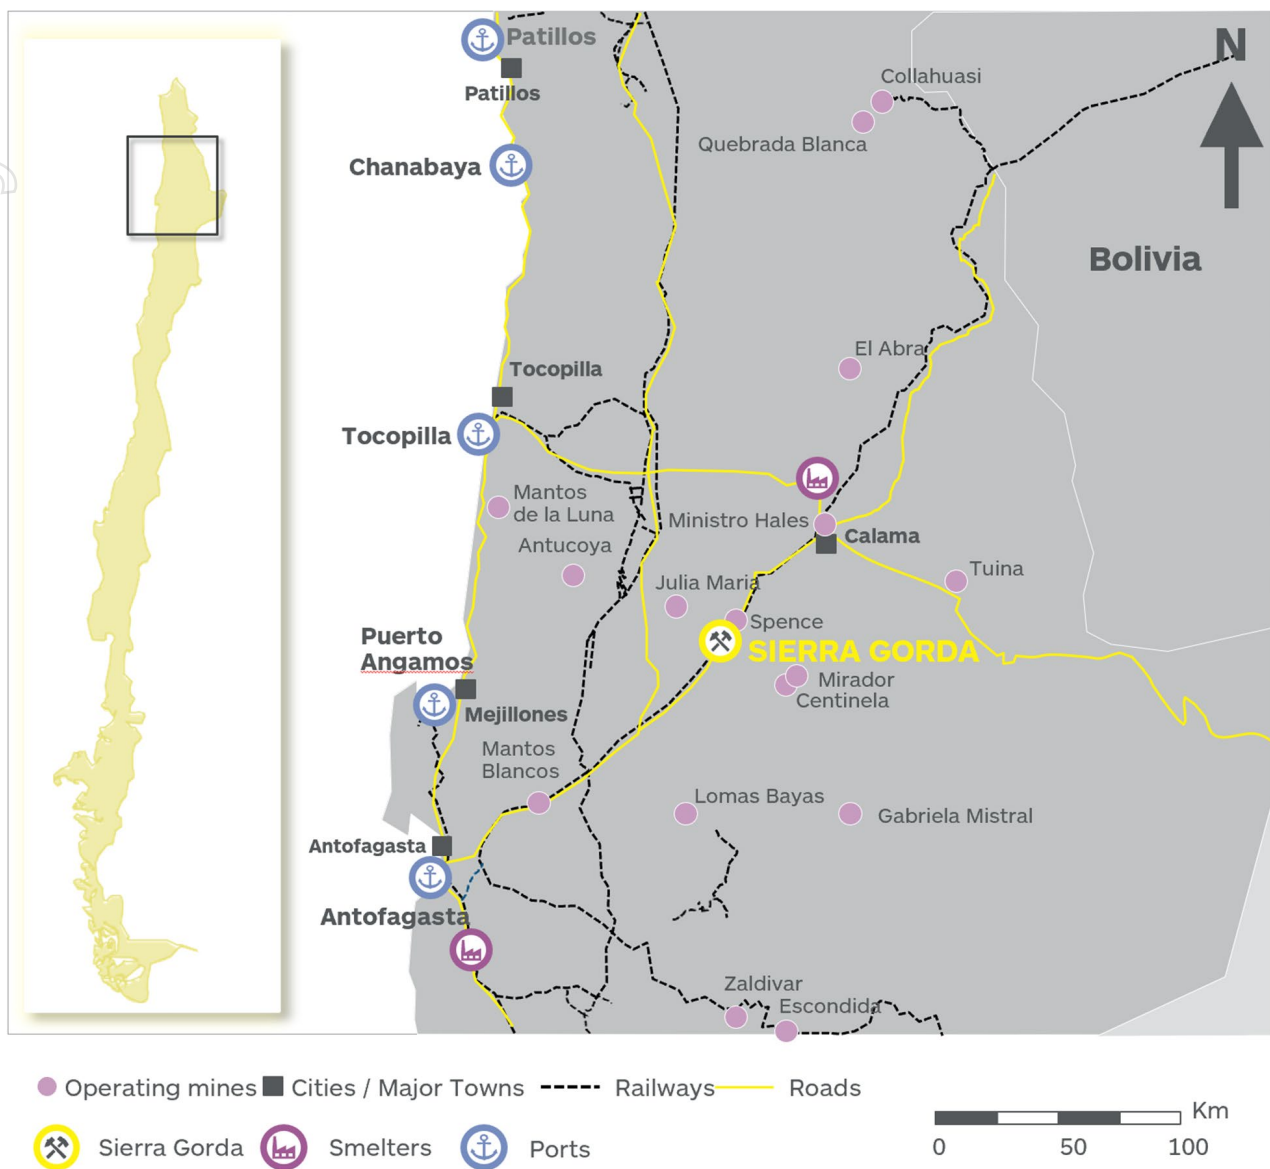 Patillos
Patillos
N
Collahuasi
Quebrada Blanca
Chanabaya
Bolivia
El Abra
Tocopilla
Tocopilla
Mantos
de la Luna
Ministro Hales
Calama
Antucoya
Tuina
Julia Maria
Spence
SIERRA GORDA
Puerto
Angamos
Mirador
Centinela
Mejillones
Mantos
Blancos
Lomas Bayas
Gabriela Mistral
Antofagasta
Antofagasta
Zaldivar
Escondida
Operating mines
Cities / Major Towns
Railways
Roads
Km
Sierra Gorda
Smelters
Ports
0 50 100